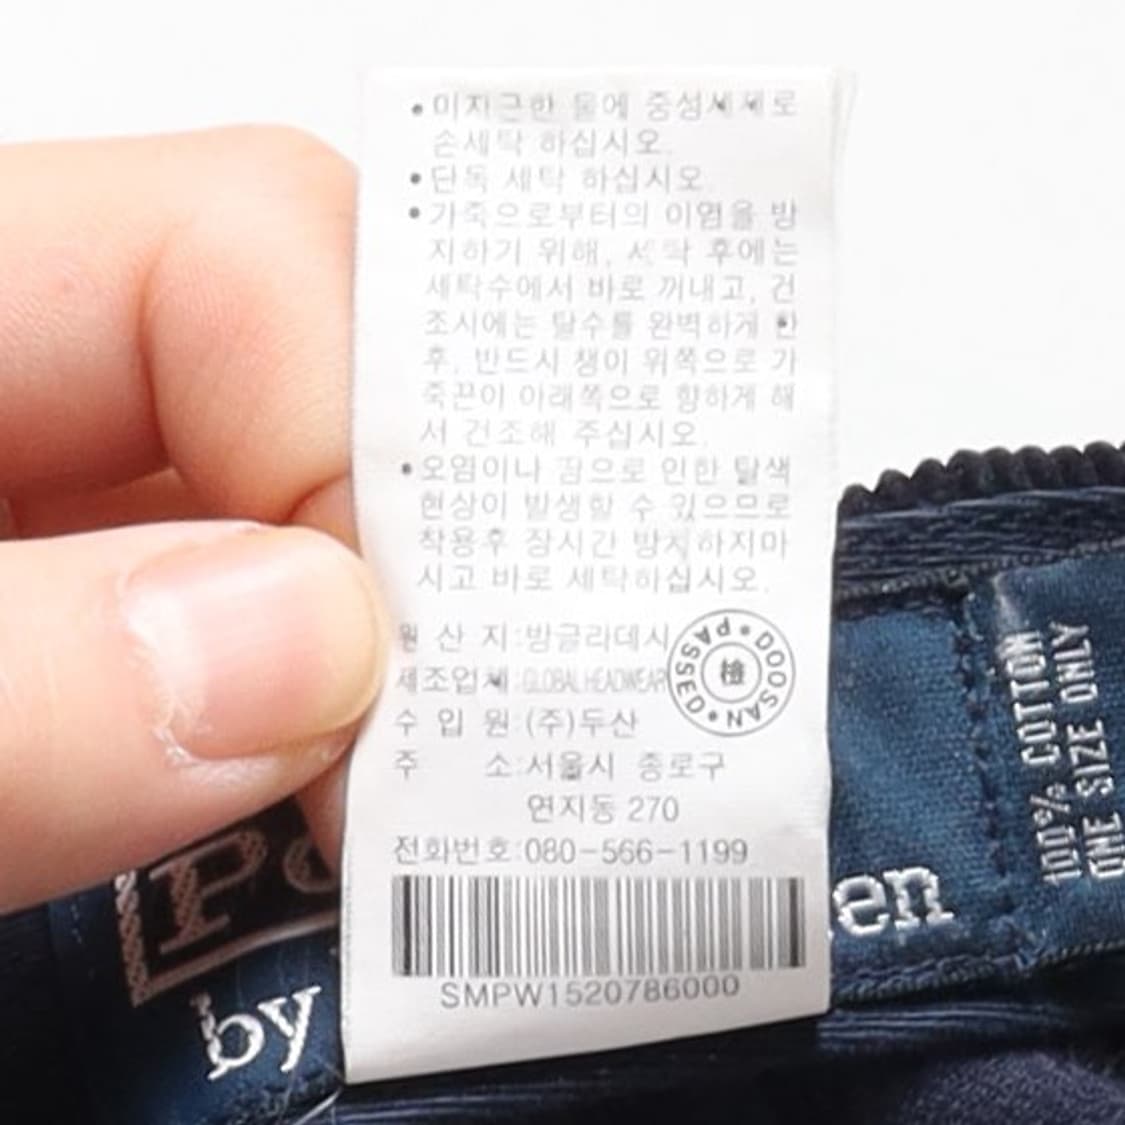 • 미지근한 물에 중성세제로
손세탁 하십시오.
• 단독 세탁 하십시오.
• 가죽으로부터의 이염을 방
지하기 위해, 세탁 후에는
세탁수에서 바로 꺼내고, 건
조시에는 탈수를 완벽하게 한
후, 반드시 챙이 위쪽으로 가
죽끈이 아래쪽으로 향하게 해
서 건조해 주십시오.
• 오염이나 땀으로 인한 탈색
현상이 발생할 수 있으므로
착용후 장시간 방치하지마
시고 바로 세탁하십시오.
원 산 지:방글라데시
제조업체:GLOBAL HEADWEAR
수 입 원:(주)두산
주 소:서울시 종로구
연지동 270
전화번호:080-566-1199
SMPW1520786000
PASSED • DOOSAN •
檢
by
en
100% COTTON
ONE SIZE ONLY